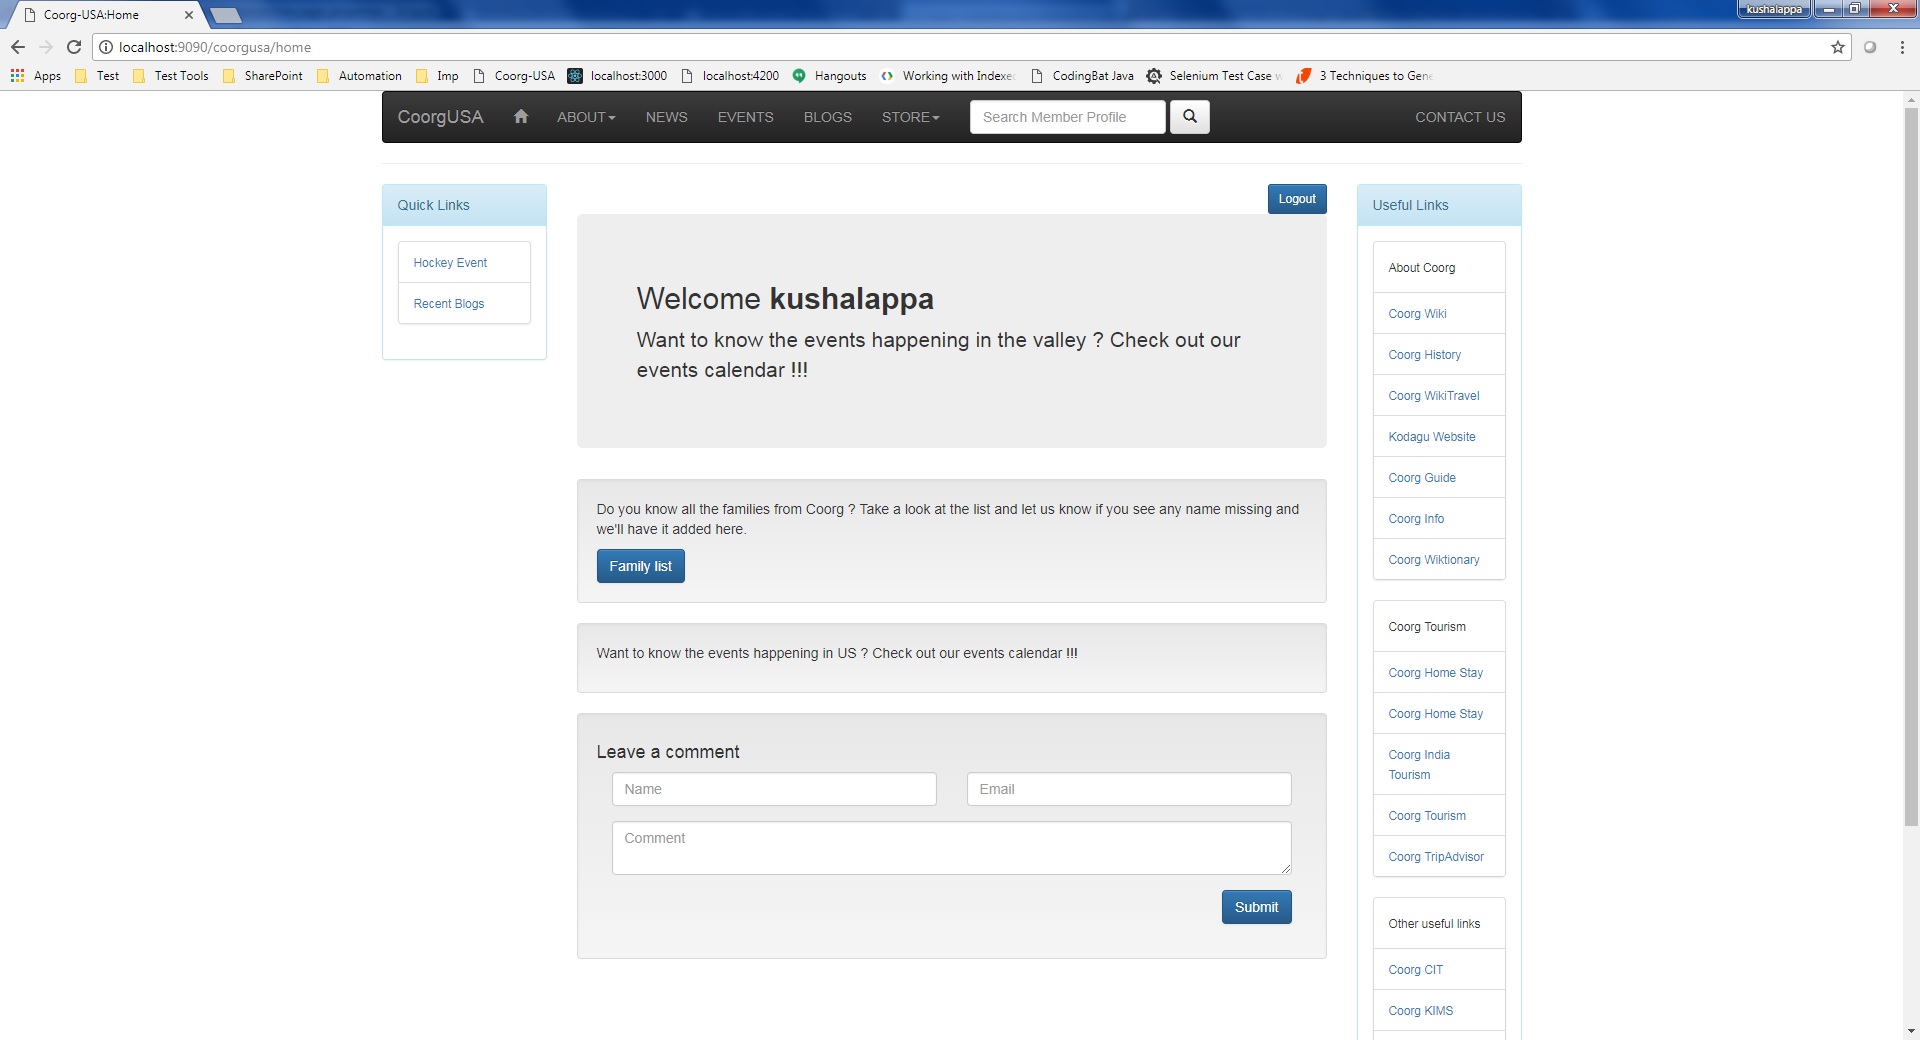 Coorg-USA:Home
kushalappa
localhost:9090/coorgusa/home
Apps Test Test Tools SharePoint Automation Imp Coorg-USA localhost:3000 localhost:4200 Hangouts Working with Indexe CodingBat Java Selenium Test Case 3 Techniques to Gen
CoorgUSA ABOUT NEWS EVENTS BLOGS STORE Search Member Profile CONTACT US
Quick Links
Hockey Event
Recent Blogs
Logout
Welcome kushalappa
Want to know the events happening in the valley ? Check out our
events calendar !!!
Do you know all the families from Coorg ? Take a look at the list and let us know if you see any name missing and
we'll have it added here.
Family list
Want to know the events happening in US ? Check out our events calendar !!!
Leave a comment
Name Email
Comment
Submit
Useful Links
About Coorg
Coorg Wiki
Coorg History
Coorg WikiTravel
Kodagu Website
Coorg Guide
Coorg Info
Coorg Wiktionary
Coorg Tourism
Coorg Home Stay
Coorg Home Stay
Coorg India
Tourism
Coorg Tourism
Coorg TripAdvisor
Other useful links
Coorg CIT
Coorg KIMS